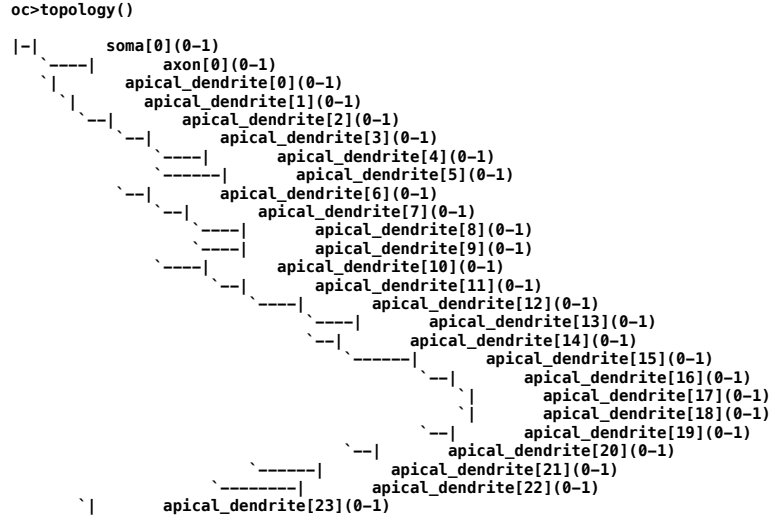 oc>topology()
|-|       soma[0](0-1)
   `----|       axon[0](0-1)
   `|       apical_dendrite[0](0-1)
     `|       apical_dendrite[1](0-1)
       `--|       apical_dendrite[2](0-1)
           `--|       apical_dendrite[3](0-1)
               `----|       apical_dendrite[4](0-1)
               `------|       apical_dendrite[5](0-1)
           `--|       apical_dendrite[6](0-1)
               `--|       apical_dendrite[7](0-1)
                   `----|       apical_dendrite[8](0-1)
                   `----|       apical_dendrite[9](0-1)
               `----|       apical_dendrite[10](0-1)
                     `--|       apical_dendrite[11](0-1)
                         `----|       apical_dendrite[12](0-1)
                               `----|       apical_dendrite[13](0-1)
                               `--|       apical_dendrite[14](0-1)
                                   `------|       apical_dendrite[15](0-1)
                                           `--|       apical_dendrite[16](0-1)
                                               `|       apical_dendrite[17](0-1)
                                               `|       apical_dendrite[18](0-1)
                                           `--|       apical_dendrite[19](0-1)
                                   `--|       apical_dendrite[20](0-1)
                         `------|       apical_dendrite[21](0-1)
                     `--------|       apical_dendrite[22](0-1)
       `|       apical_dendrite[23](0-1)